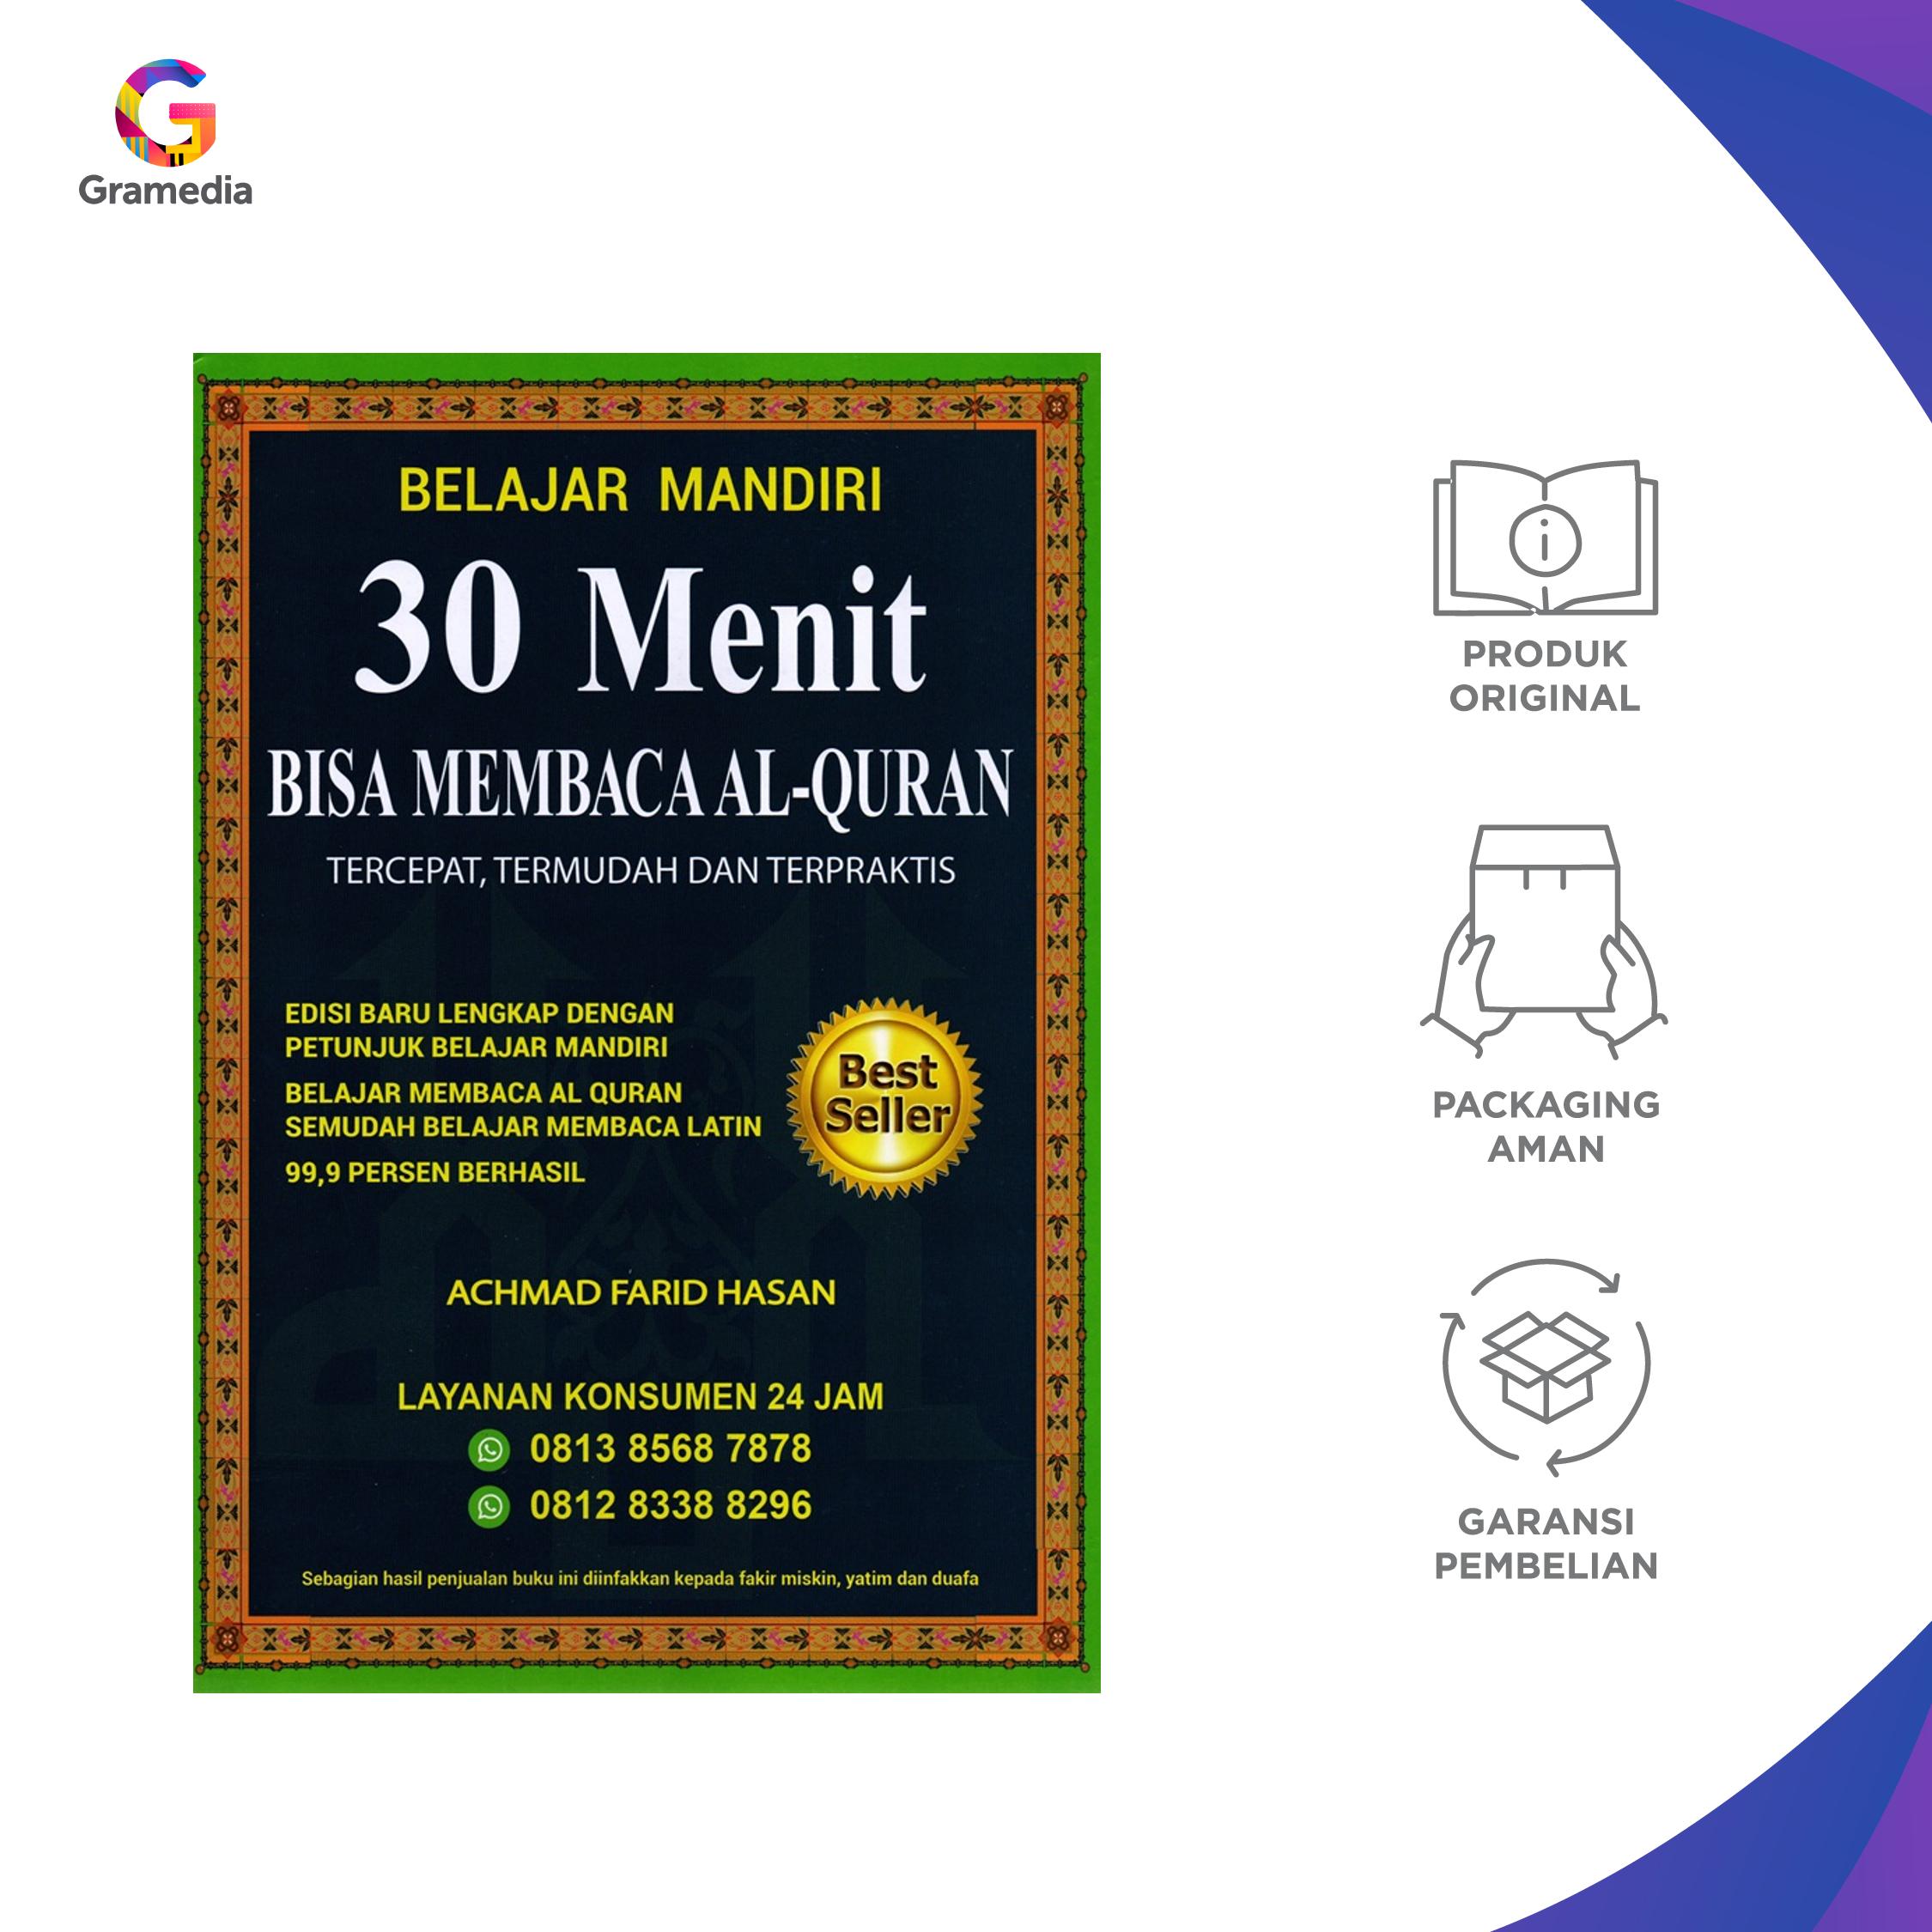 Gramedia
BELAJAR MANDIRI
30 Menit
BISA MEMBACA AL-QURAN
TERCEPAT, TERMUDAH DAN TERPRAKTIS
EDISI BARU LENGKAP DENGAN
PETUNJUK BELAJAR MANDIRI
BELAJAR MEMBACA AL QURAN
SEMUDAH BELAJAR MEMBACA LATIN
99,9 PERSEN BERHASIL
Best
Seller
ACHMAD FARID HASAN
LAYANAN KONSUMEN 24 JAM
0813 8568 7878
0812 8338 8296
Sebagian hasil penjualan buku ini diinfakkan kepada fakir miskin, yatim dan duafa
PRODUK
ORIGINAL
PACKAGING
AMAN
GARANSI
PEMBELIAN